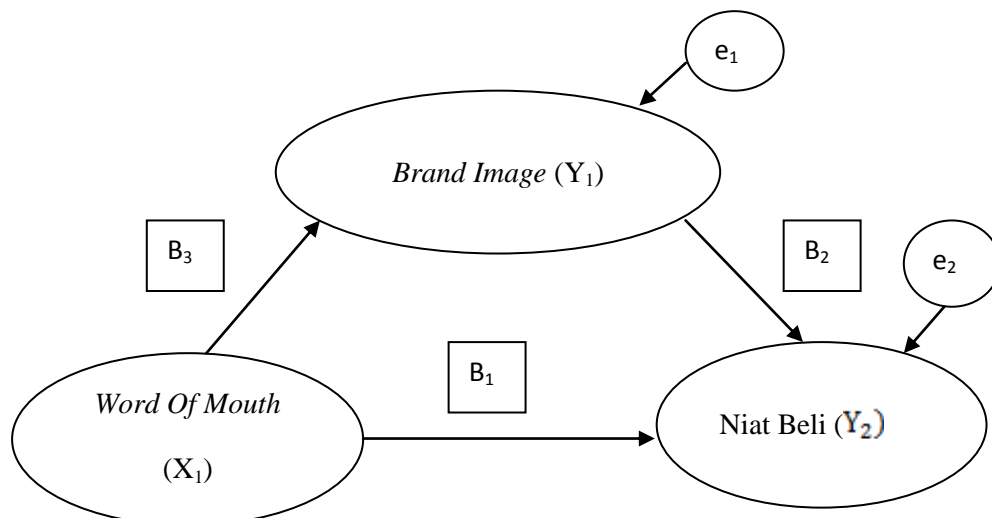 e₁
Brand Image (Y₁)
B₃
B₂
e₂
B₁
Word Of Mouth
(X₁)
Niat Beli (Y₂)